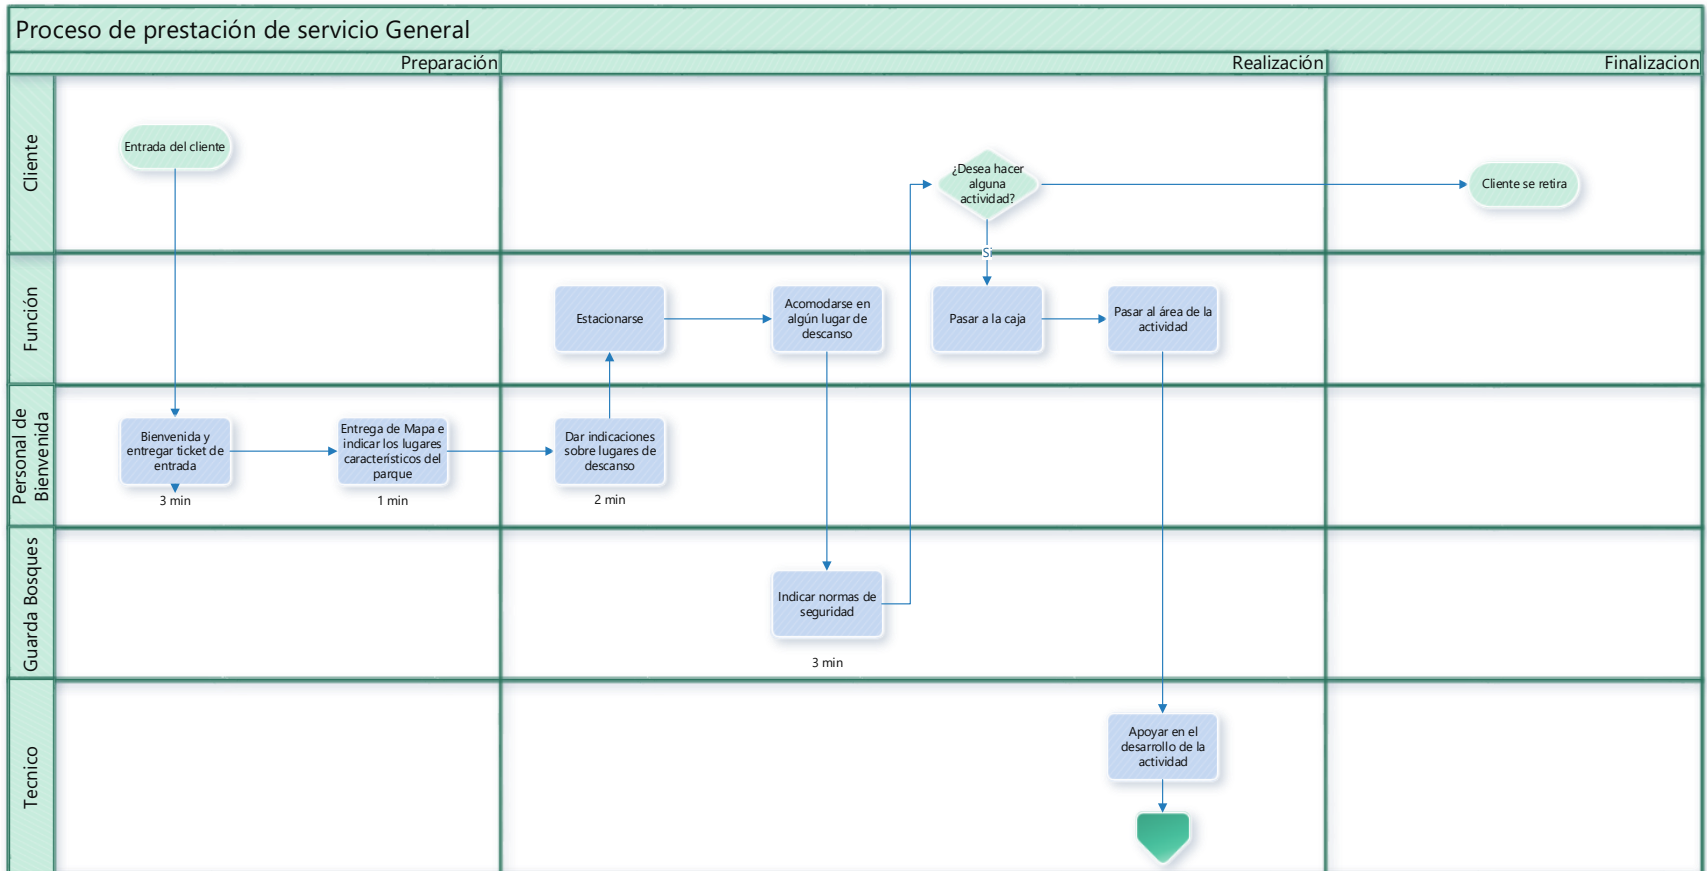 Proceso de prestación de servicio General
Preparación
Realización
Finalizacion
Cliente
Entrada del cliente
¿Desea hacer
alguna
actividad?
Cliente se retira
Si
Función
Estacionarse
Acomodarse en
algún lugar de
descanso
Pasar a la caja
Pasar al área de la
actividad
Personal de
Bienvenida
Bienvenida y
entregar ticket de
entrada
3 min
Entrega de Mapa e
indicar los lugares
característicos del
parque
1 min
Dar indicaciones
sobre lugares de
descanso
2 min
Guarda Bosques
Indicar normas de
seguridad
3 min
Tecnico
Apoyar en el
desarrollo de la
actividad